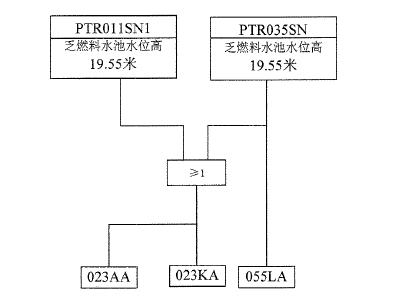 PTR011SN1
乏燃料水池水位高
19.55米
PTR035SN
乏燃料水池水位高
19.55米
≥1
023AA
023KA
055LA